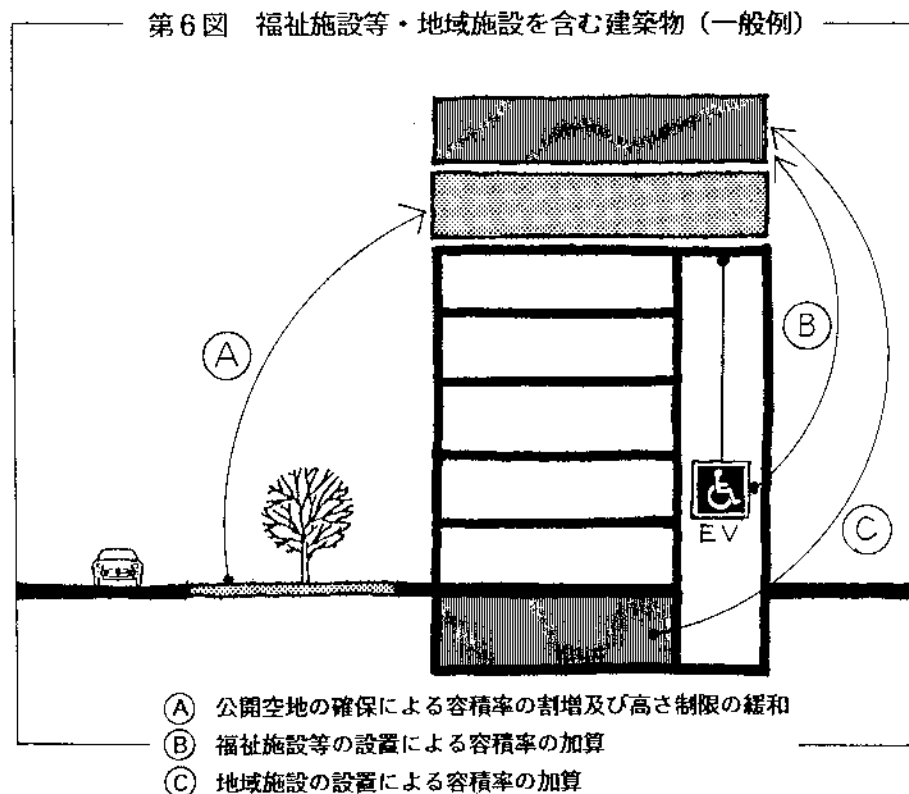 第6図 福祉施設等・地域施設を含む建築物（一般例）
A
B
EV
C
Ⓐ 公開空地の確保による容積率の割増及び高さ制限の緩和
Ⓑ 福祉施設等の設置による容積率の加算
Ⓒ 地域施設の設置による容積率の加算